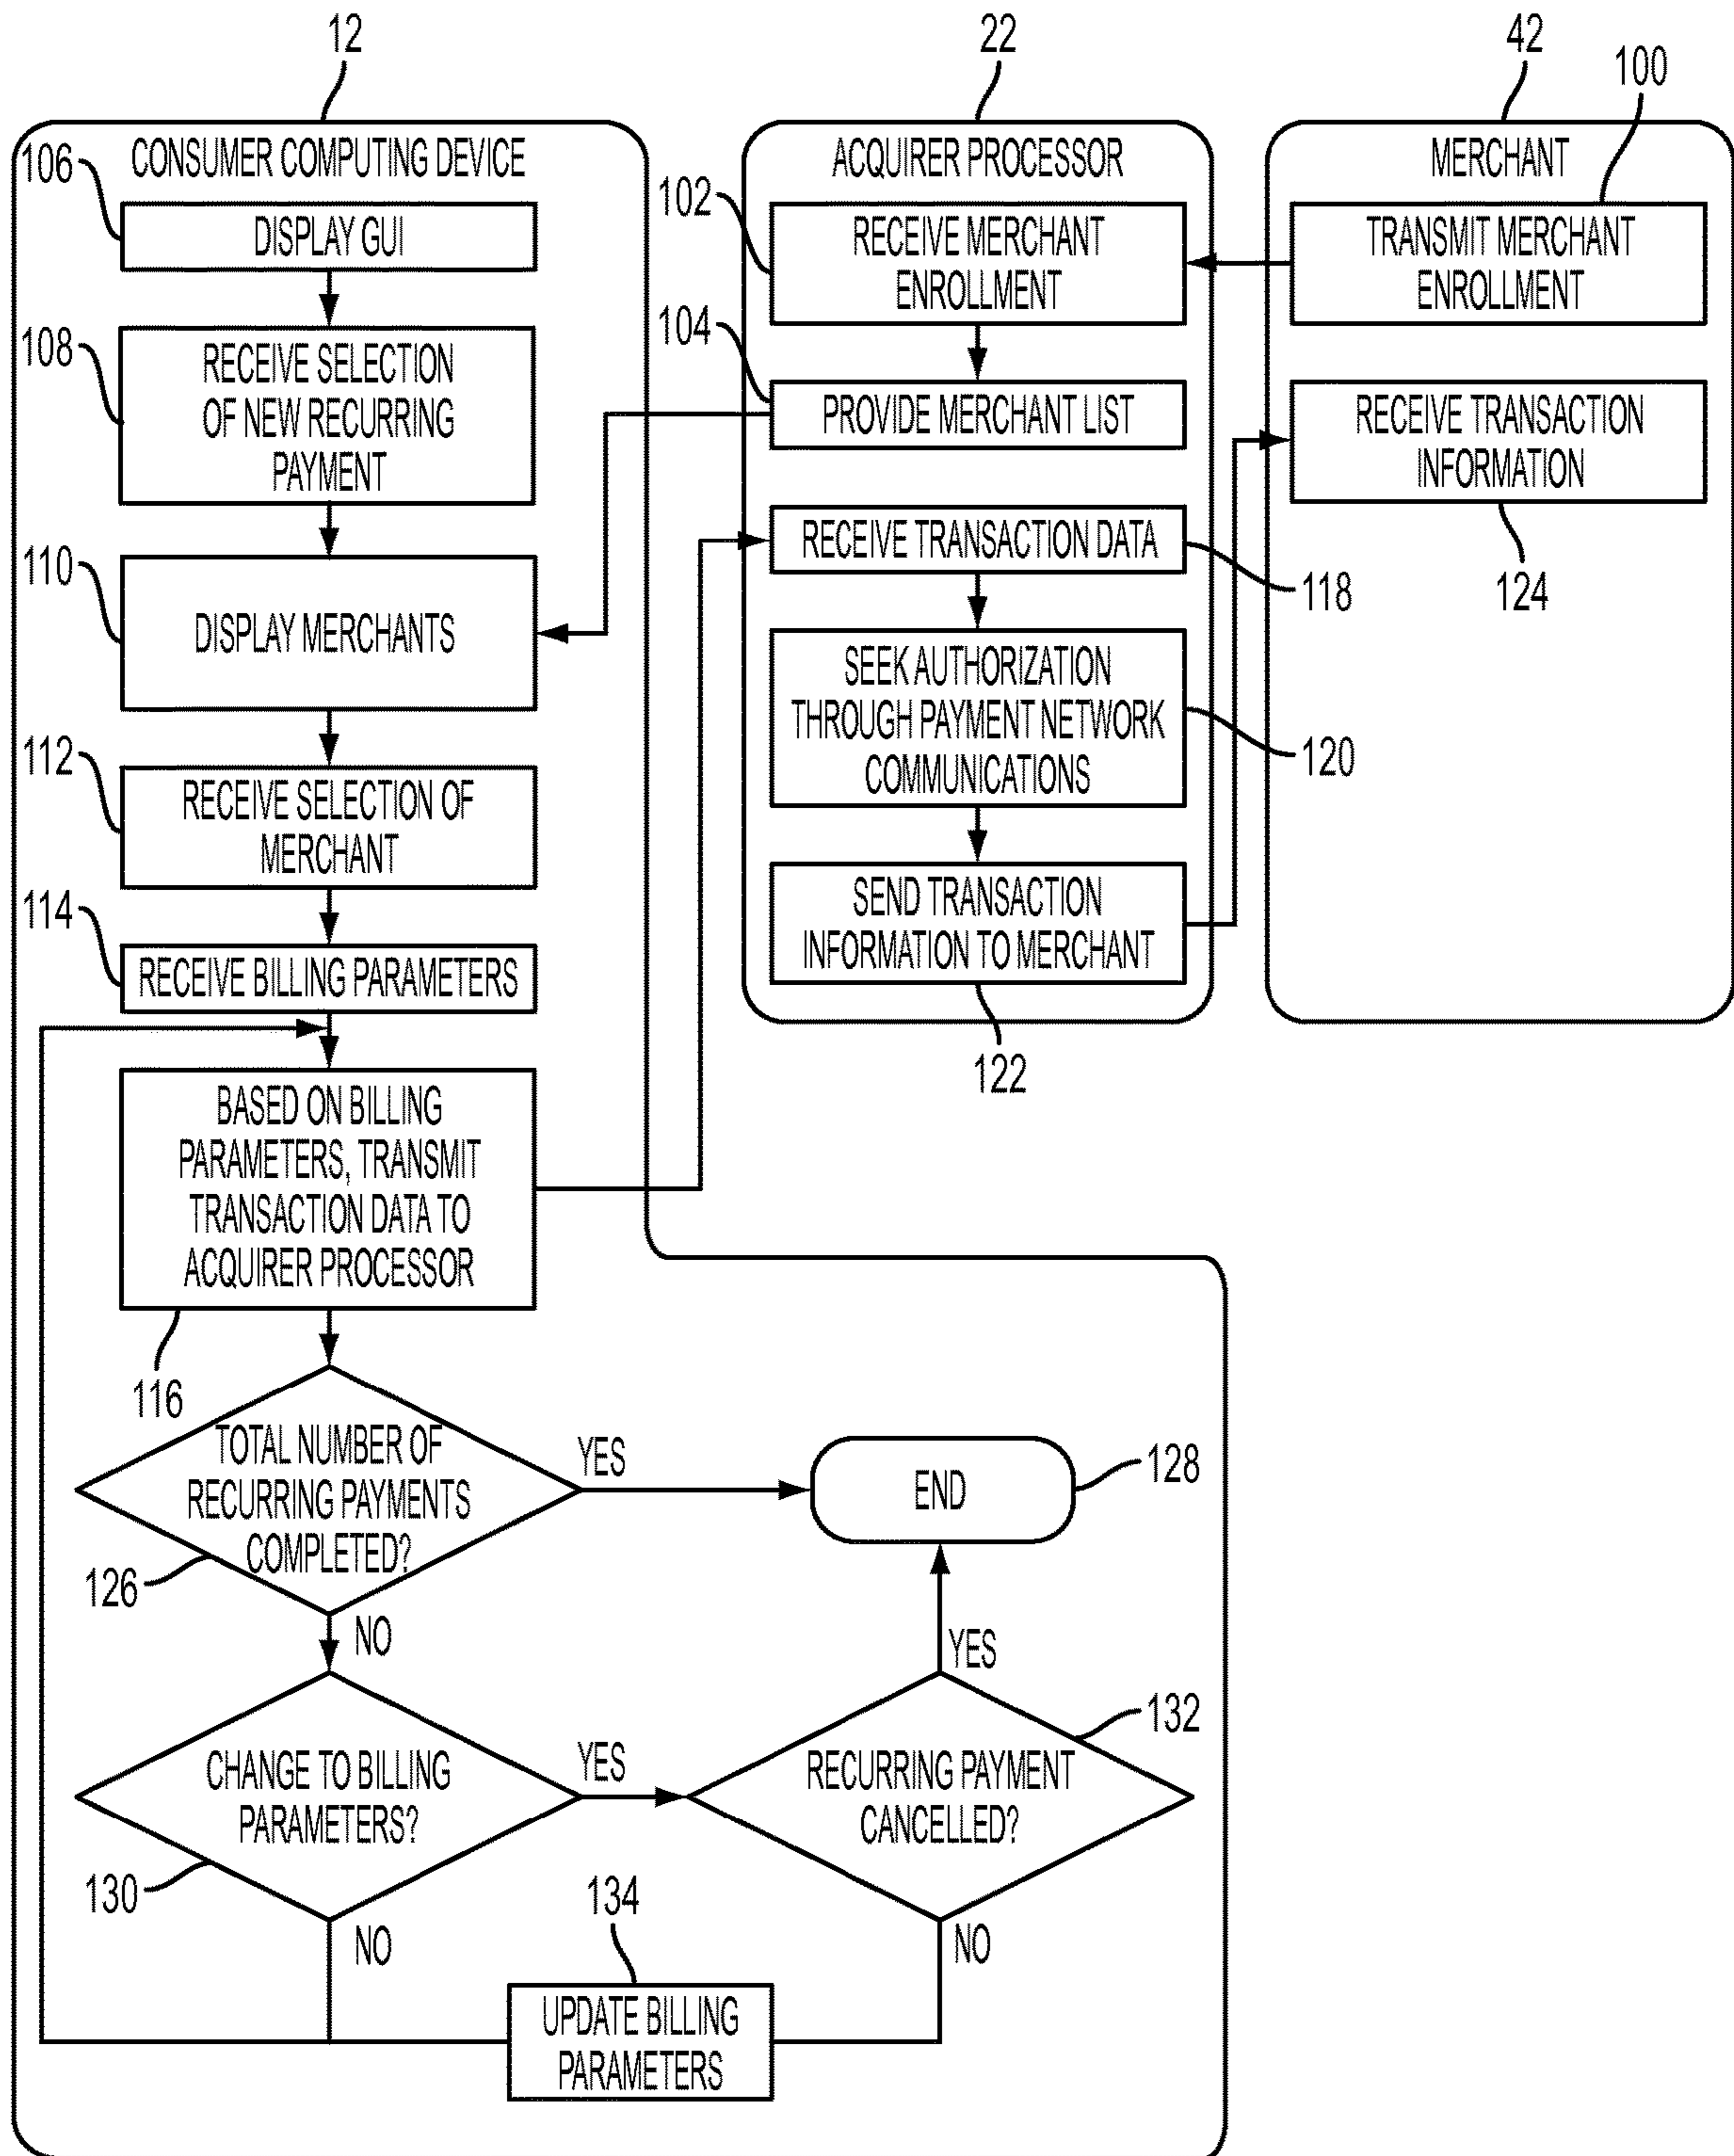 12
CONSUMER COMPUTING DEVICE
106
DISPLAY GUI
108
RECEIVE SELECTION
OF NEW RECURRING
PAYMENT
110
DISPLAY MERCHANTS
112
RECEIVE SELECTION OF
MERCHANT
114
RECEIVE BILLING PARAMETERS
BASED ON BILLING
PARAMETERS, TRANSMIT
TRANSACTION DATA TO
ACQUIRER PROCESSOR
116
TOTAL NUMBER OF
RECURRING PAYMENTS
COMPLETED?
126
YES
NO
END
128
CHANGE TO BILLING
PARAMETERS?
130
YES
NO
RECURRING PAYMENT
CANCELLED?
132
YES
NO
134
UPDATE BILLING
PARAMETERS
22
ACQUIRER PROCESSOR
102
RECEIVE MERCHANT
ENROLLMENT
104
PROVIDE MERCHANT LIST
RECEIVE TRANSACTION DATA
118
SEEK AUTHORIZATION
THROUGH PAYMENT NETWORK
COMMUNICATIONS
120
SEND TRANSACTION
INFORMATION TO MERCHANT
122
42
100
MERCHANT
TRANSMIT MERCHANT
ENROLLMENT
RECEIVE TRANSACTION
INFORMATION
124